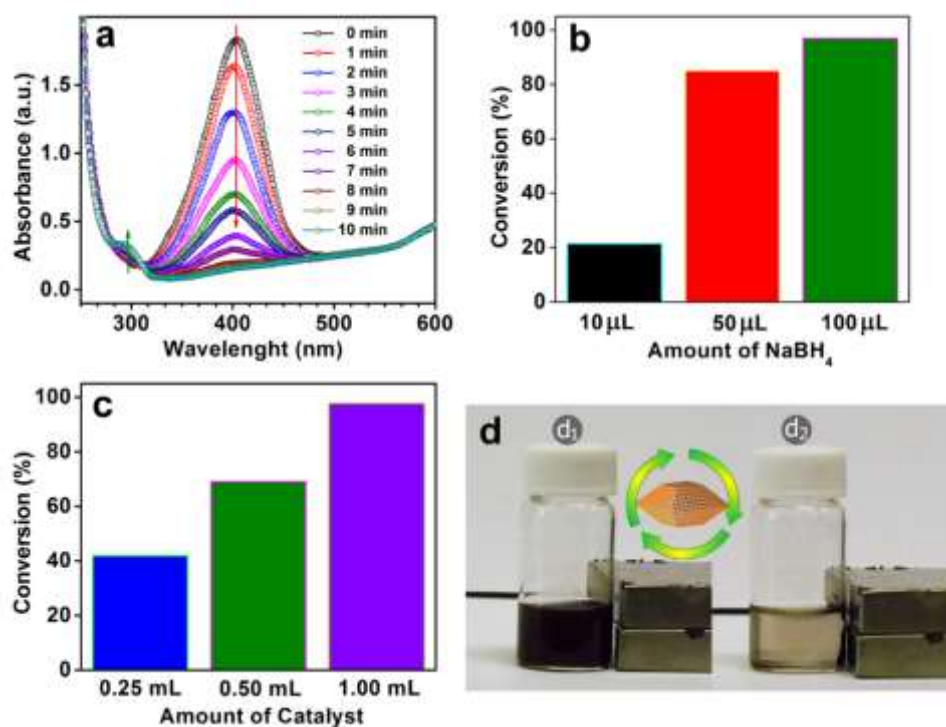 a
Absorbance (a.u.)
1.5
1.0
0.5
0.0
300
400
500
600
Wavelenght (nm)
0 min
1 min
2 min
3 min
4 min
5 min
6 min
7 min
8 min
9 min
10 min
b
Conversion (%)
100
80
60
40
20
0
10 μL
50 μL
100 μL
Amount of NaBH4
c
Conversion (%)
100
80
60
40
20
0
0.25 mL
0.50 mL
1.00 mL
Amount of Catalyst
d
d1
d2